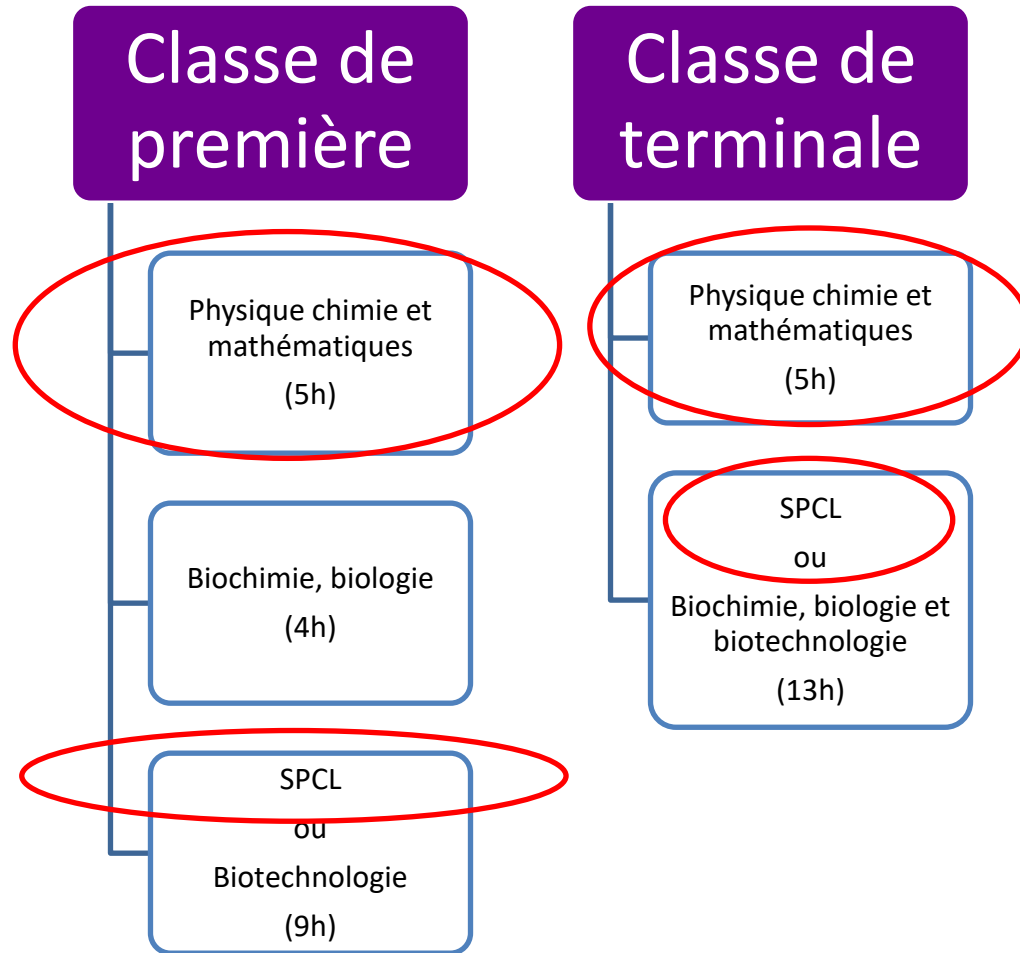 Classe de
première
Physique chimie et
mathématiques
(5h)
Biochimie, biologie
(4h)
SPCL
ou
Biotechnologie
(9h)
Classe de
terminale
Physique chimie et
mathématiques
(5h)
SPCL
ou
Biochimie, biologie et
biotechnologie
(13h)